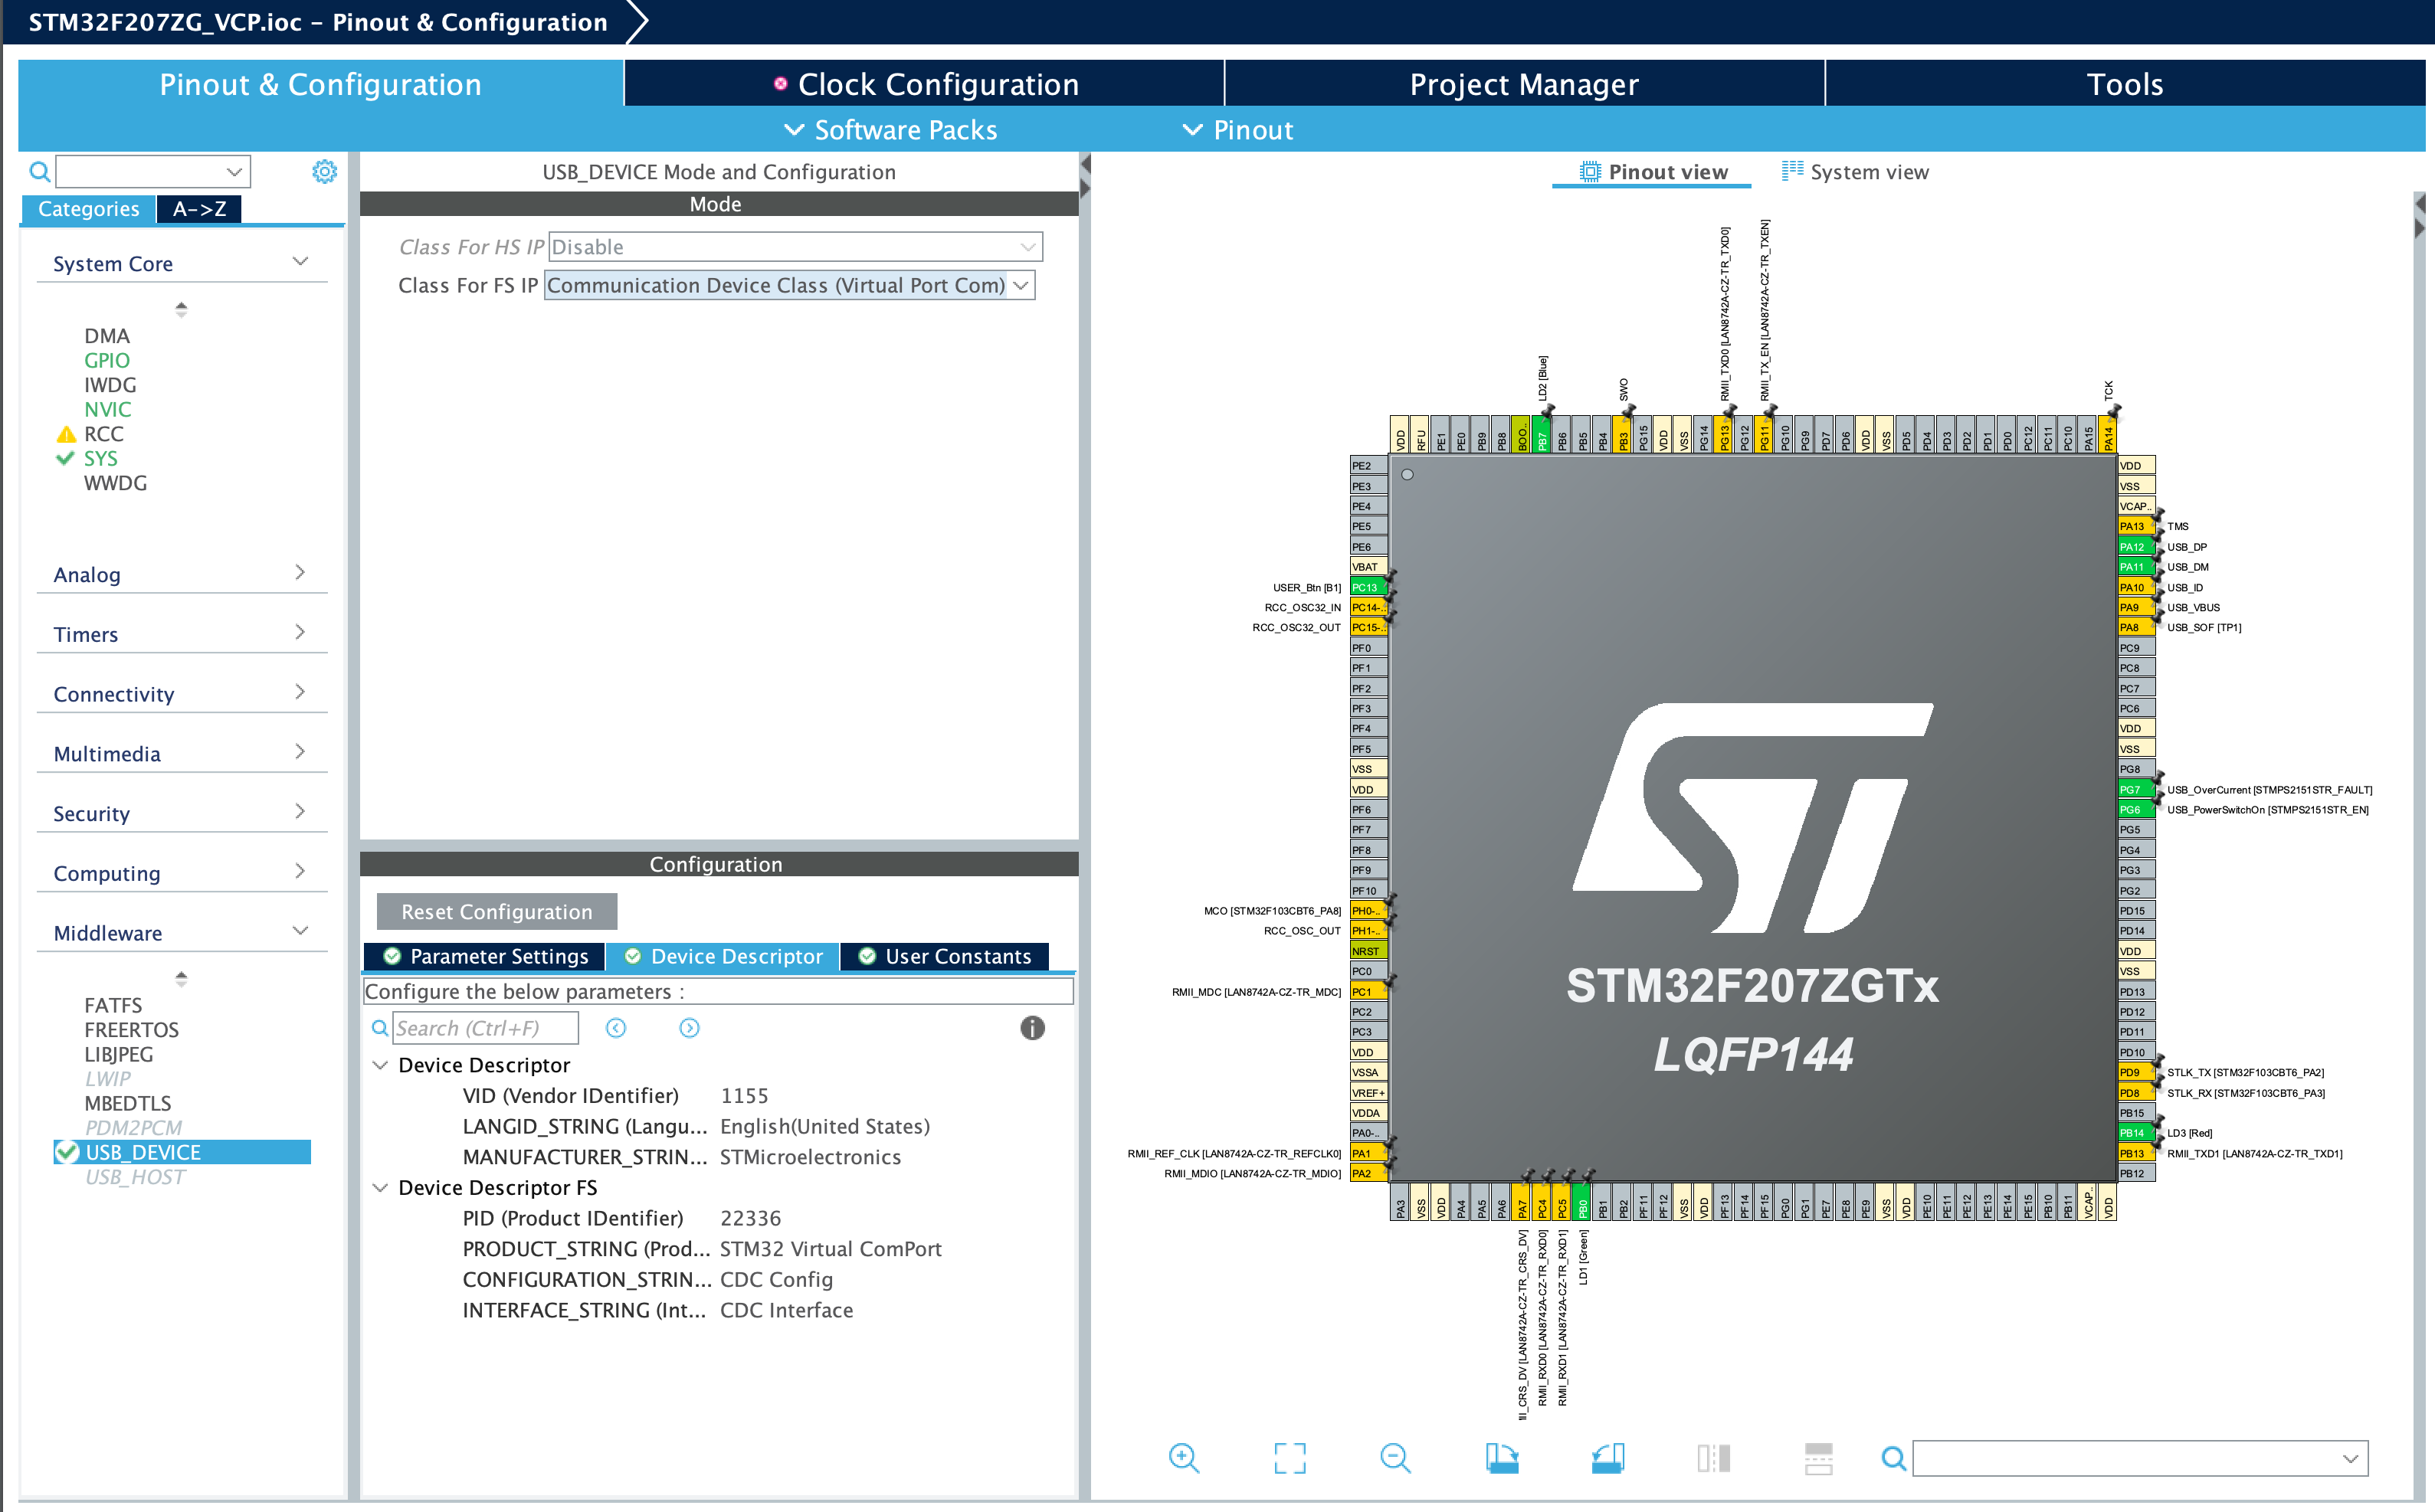 STM32F207ZG_VCP.ioc – Pinout & Configuration
Pinout & Configuration
Clock Configuration
Project Manager
Tools
Software Packs
Pinout
Categories
A->Z
System Core
DMA
GPIO
IWDG
NVIC
RCC
SYS
WWDG
Analog
Timers
Connectivity
Multimedia
Security
Computing
Middleware
FATFS
FREERTOS
LIBJPEG
LWIP
MBEDTLS
PDM2PCM
USB_DEVICE
USB_HOST
USB_DEVICE Mode and Configuration
Mode
Class For HS IP Disable
Class For FS IP Communication Device Class (Virtual Port Com)
Configuration
Reset Configuration
Parameter Settings
Device Descriptor
User Constants
Configure the below parameters :
Search (Ctrl+F)
Device Descriptor
VID (Vendor IDentifier) 1155
LANGID_STRING (Langu... English(United States)
MANUFACTURER_STRIN... STMicroelectronics
Device Descriptor FS
PID (Product IDentifier) 22336
PRODUCT_STRING (Prod... STM32 Virtual ComPort
CONFIGURATION_STRIN... CDC Config
INTERFACE_STRING (Int... CDC Interface
Pinout view
System view
LD2 [Blue]
SWO
RMII_TXD0 [LAN8742A-CZ-TR_TXD0]
RMII_TX_EN [LAN8742A-CZ-TR_TXEN]
TCK
VDD
RFU
PE1
PE0
PB9
PB8
BOO..
PB7
PB6
PB5
PB4
PB3
PG15
VDD
VSS
PG14
PG13
PG12
PG11
PG10
PG9
PD7
PD6
VDD
VSS
PD5
PD4
PD3
PD2
PD1
PD0
PC12
PC11
PC10
PA15
PA14
PE2
PE3
PE4
PE5
PE6
VBAT
USER_Btn [B1] PC13
RCC_OSC32_IN PC14-..
RCC_OSC32_OUT PC15-..
PF0
PF1
PF2
PF3
PF4
PF5
VSS
VDD
PF6
PF7
PF8
PF9
PF10
MCO [STM32F103CBT6_PA8] PH0-..
RCC_OSC_OUT PH1-..
NRST
PC0
RMII_MDC [LAN8742A-CZ-TR_MDC] PC1
PC2
PC3
VDD
VSSA
VREF+
VDDA
PA0-..
RMII_REF_CLK [LAN8742A-CZ-TR_REFCLK0] PA1
RMII_MDIO [LAN8742A-CZ-TR_MDIO] PA2
STM32F207ZGTx
LQFP144
VDD
VSS
VCAP..
PA13 TMS
PA12 USB_DP
PA11 USB_DM
PA10 USB_ID
PA9 USB_VBUS
PA8 USB_SOF [TP1]
PC9
PC8
PC7
PC6
VDD
VSS
PG8
PG7 USB_OverCurrent [STMPS2151STR_FAULT]
PG6 USB_PowerSwitchOn [STMPS2151STR_EN]
PG5
PG4
PG3
PG2
PD15
PD14
VDD
VSS
PD13
PD12
PD11
PD10
PD9 STLK_TX [STM32F103CBT6_PA2]
PD8 STLK_RX [STM32F103CBT6_PA3]
PB15
PB14 LD3 [Red]
PB13 RMII_TXD1 [LAN8742A-CZ-TR_TXD1]
PB12
PA3
VSS
VDD
PA4
PA5
PA6
PA7
PC4
PC5
PB0
PB1
PB2
PF11
PF12
VSS
VDD
PF13
PF14
PF15
PG0
PG1
PE7
PE8
PE9
VSS
VDD
PE10
PE11
PE12
PE13
PE14
PE15
PB10
PB11
VCAP..
VDD
II_CRS_DV [LAN8742A-CZ-TR_CRS_DV]
RMII_RXD0 [LAN8742A-CZ-TR_RXD0]
RMII_RXD1 [LAN8742A-CZ-TR_RXD1]
LD1 [Green]